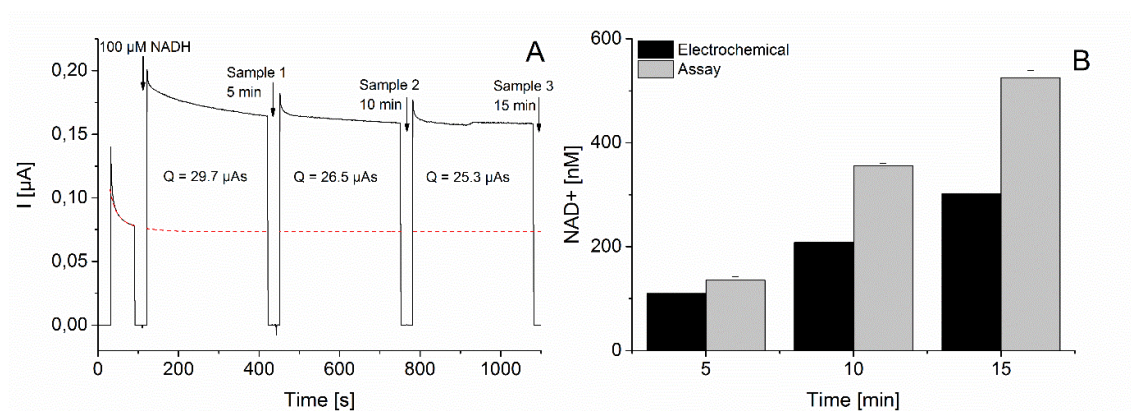 A
100 µM NADH
Sample 1
5 min
Sample 2
10 min
Sample 3
15 min
Q = 29.7 µAs
Q = 26.5 µAs
Q = 25.3 µAs
I [µA]
0,20
0,15
0,10
0,05
0,00
0 200 400 600 800 1000
Time [s]
B
Electrochemical
Assay
NAD+ [nM]
600
400
200
0
5 10 15
Time [min]